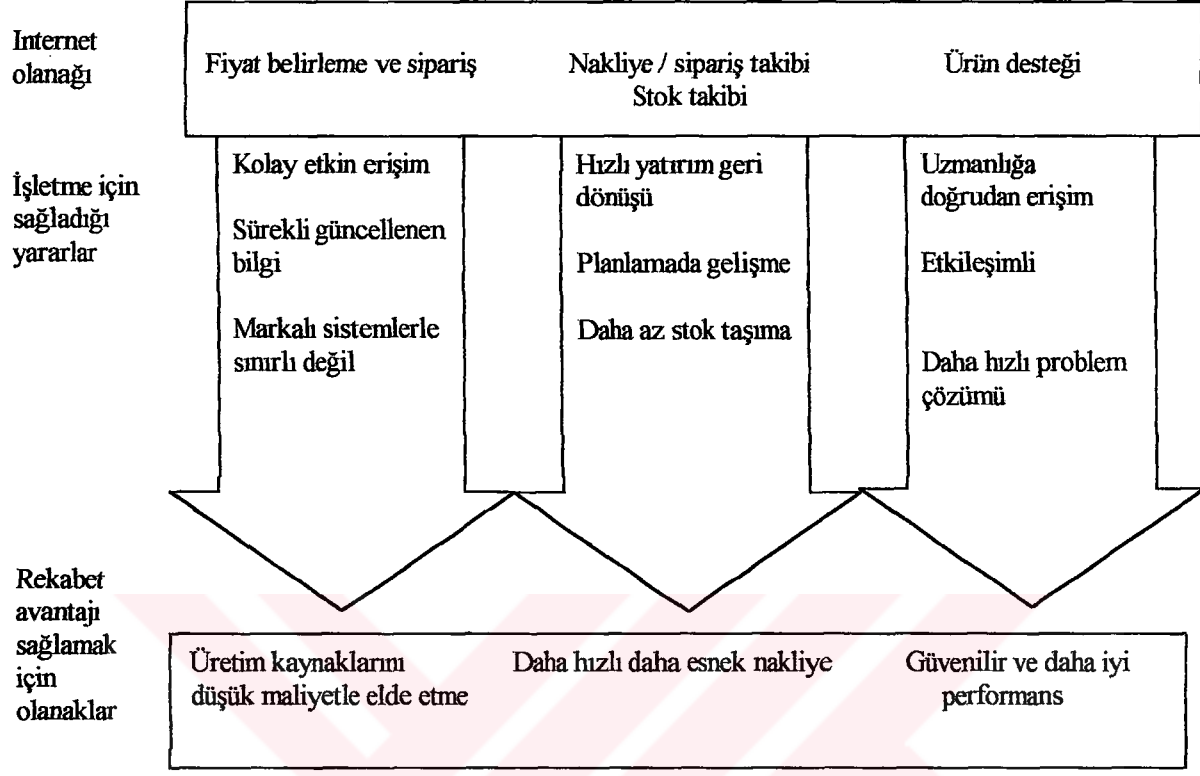 Internet
olanağı
Fiyat belirleme ve sipariş
Nakliye / sipariş takibi
Stok takibi
Ürün desteği
İşletme için
sağladığı
yararlar
Kolay etkin erişim
Sürekli güncellenen
bilgi
Markalı sistemlerle
sınırlı değil
Hızlı yatırım geri
dönüşü
Planlamada gelişme
Daha az stok taşıma
Uzmanlığa
doğrudan erişim
Etkileşimli
Daha hızlı problem
çözümü
Rekabet
avantajı
sağlamak
için
olanaklar
Üretim kaynaklarını
düşük maliyetle elde etme
Daha hızlı daha esnek nakliye
Güvenilir ve daha iyi
performans